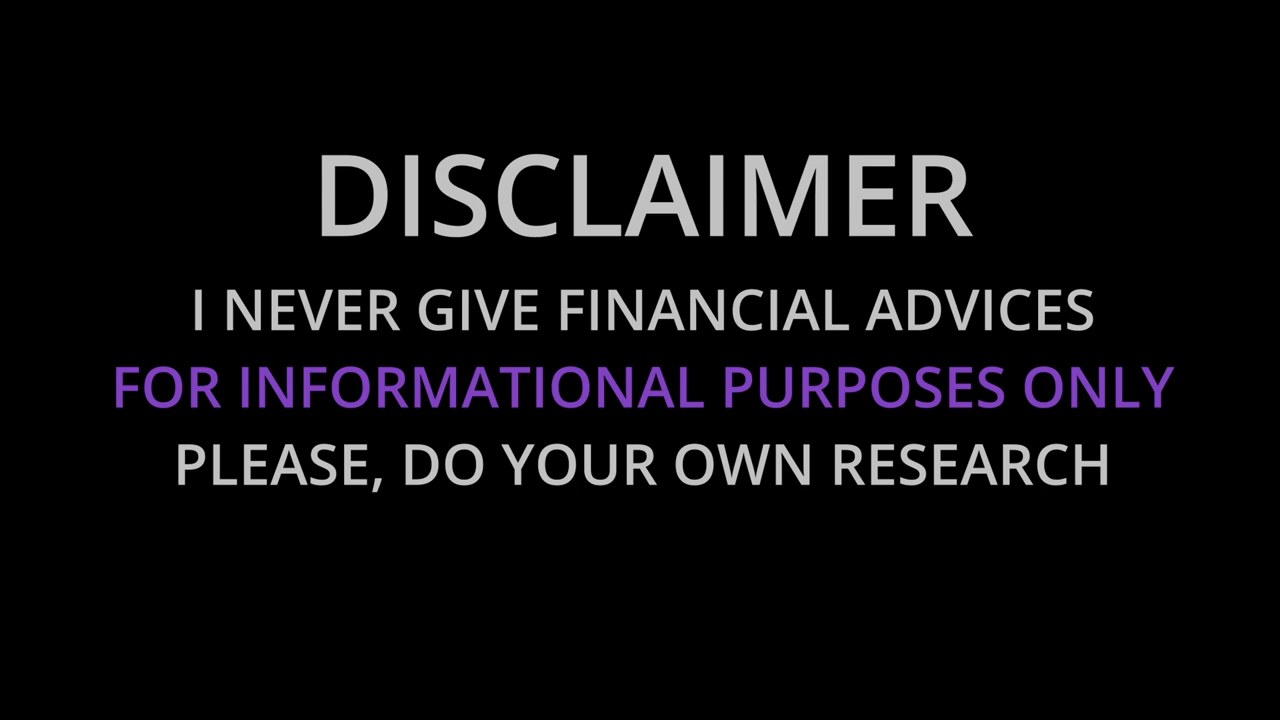 DISCLAIMER
I NEVER GIVE FINANCIAL ADVICES
FOR INFORMATIONAL PURPOSES ONLY
PLEASE, DO YOUR OWN RESEARCH